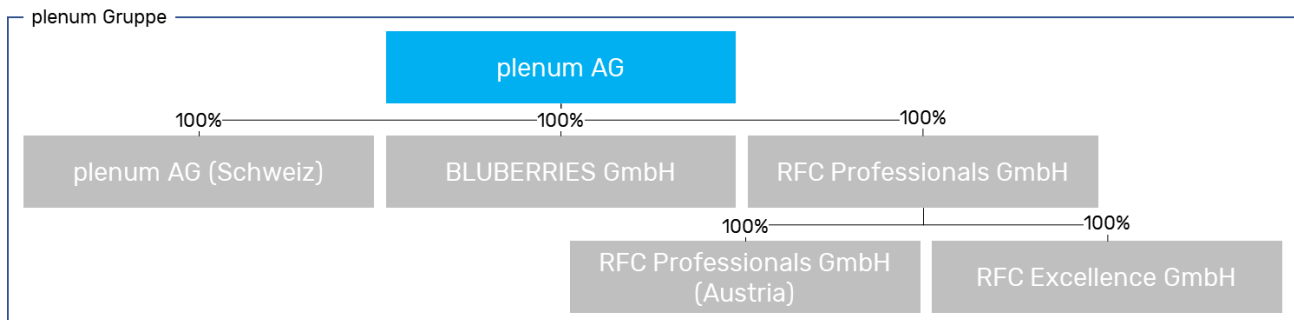 plenum Gruppe
plenum AG
100%
100%
100%
plenum AG (Schweiz)
BLUBERRIES GmbH
RFC Professionals GmbH
100%
100%
RFC Professionals GmbH
(Austria)
RFC Excellence GmbH